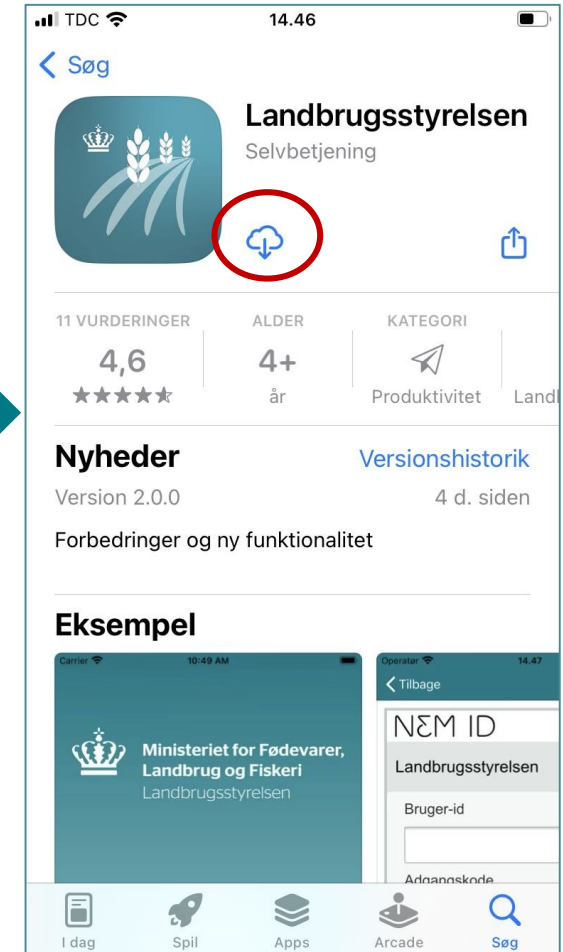 TDC 14.46
Søg
Landbrugsstyrelsen
Selvbetjening
11 VURDERINGER ALDER KATEGORI
4,6 4+
år Produktivitet Landl
Nyheder Versionshistorik
Version 2.0.0 4 d. siden
Forbedringer og ny funktionalitet
Eksempel
Carrier 10:49 AM
Ministeriet for Fødevarer,
Landbrug og Fiskeri
Landbrugsstyrelsen
Operatør 14.47
Tilbage
NEM ID
Landbrugsstyrelsen
Bruger-id
Adgangskode
I dag Spil Apps Arcade Søg